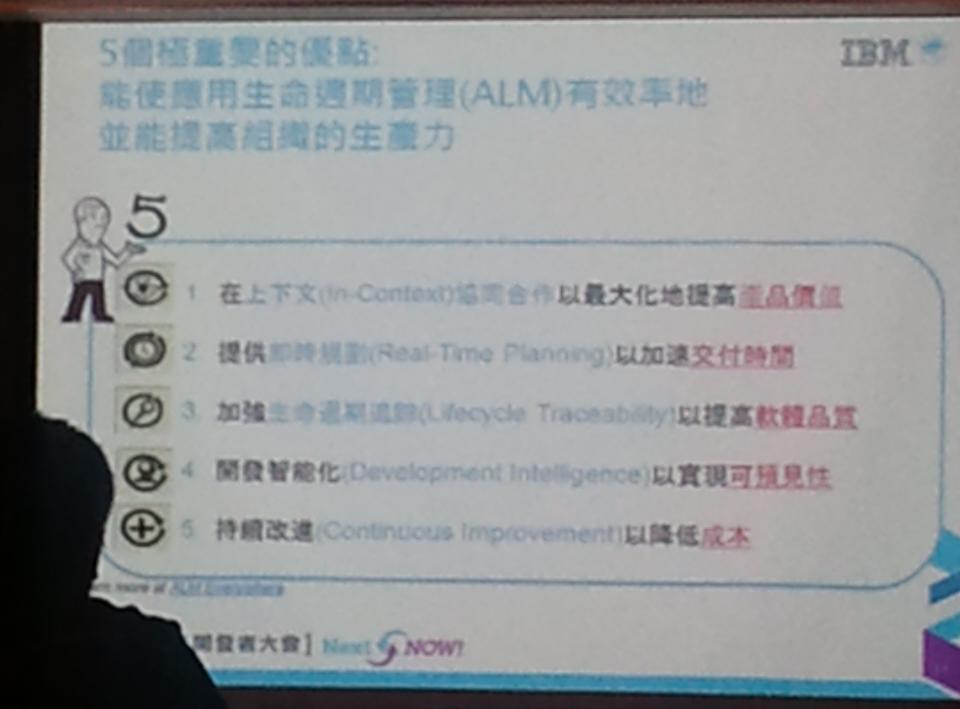 5個極重要的優點:
IBM
能使應用生命週期管理(ALM)有效率地
並能提高組織的生產力
5
1. 在上下文(In-Context)協同合作以最大化地提高產品價值
2. 提供即時規劃(Real-Time Planning)以加速交付時間
3. 加強生命週期追蹤(Lifecycle Traceability)以提高軟體品質
4. 開發智能化(Development Intelligence)以實現可預見性
5. 持續改進(Continuous Improvement)以降低成本
more at ALM Everywhere
開發者大會] Next NOW!